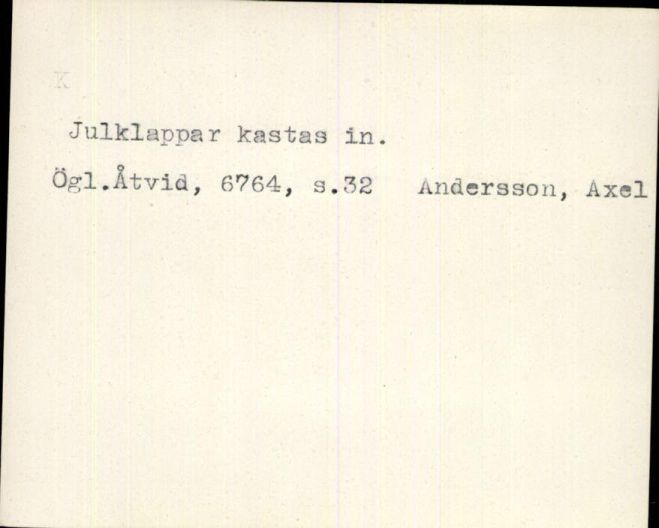 K
Julklappar kastas in.
Ögl.Åtvid, 6764, s.32 Andersson, Axel